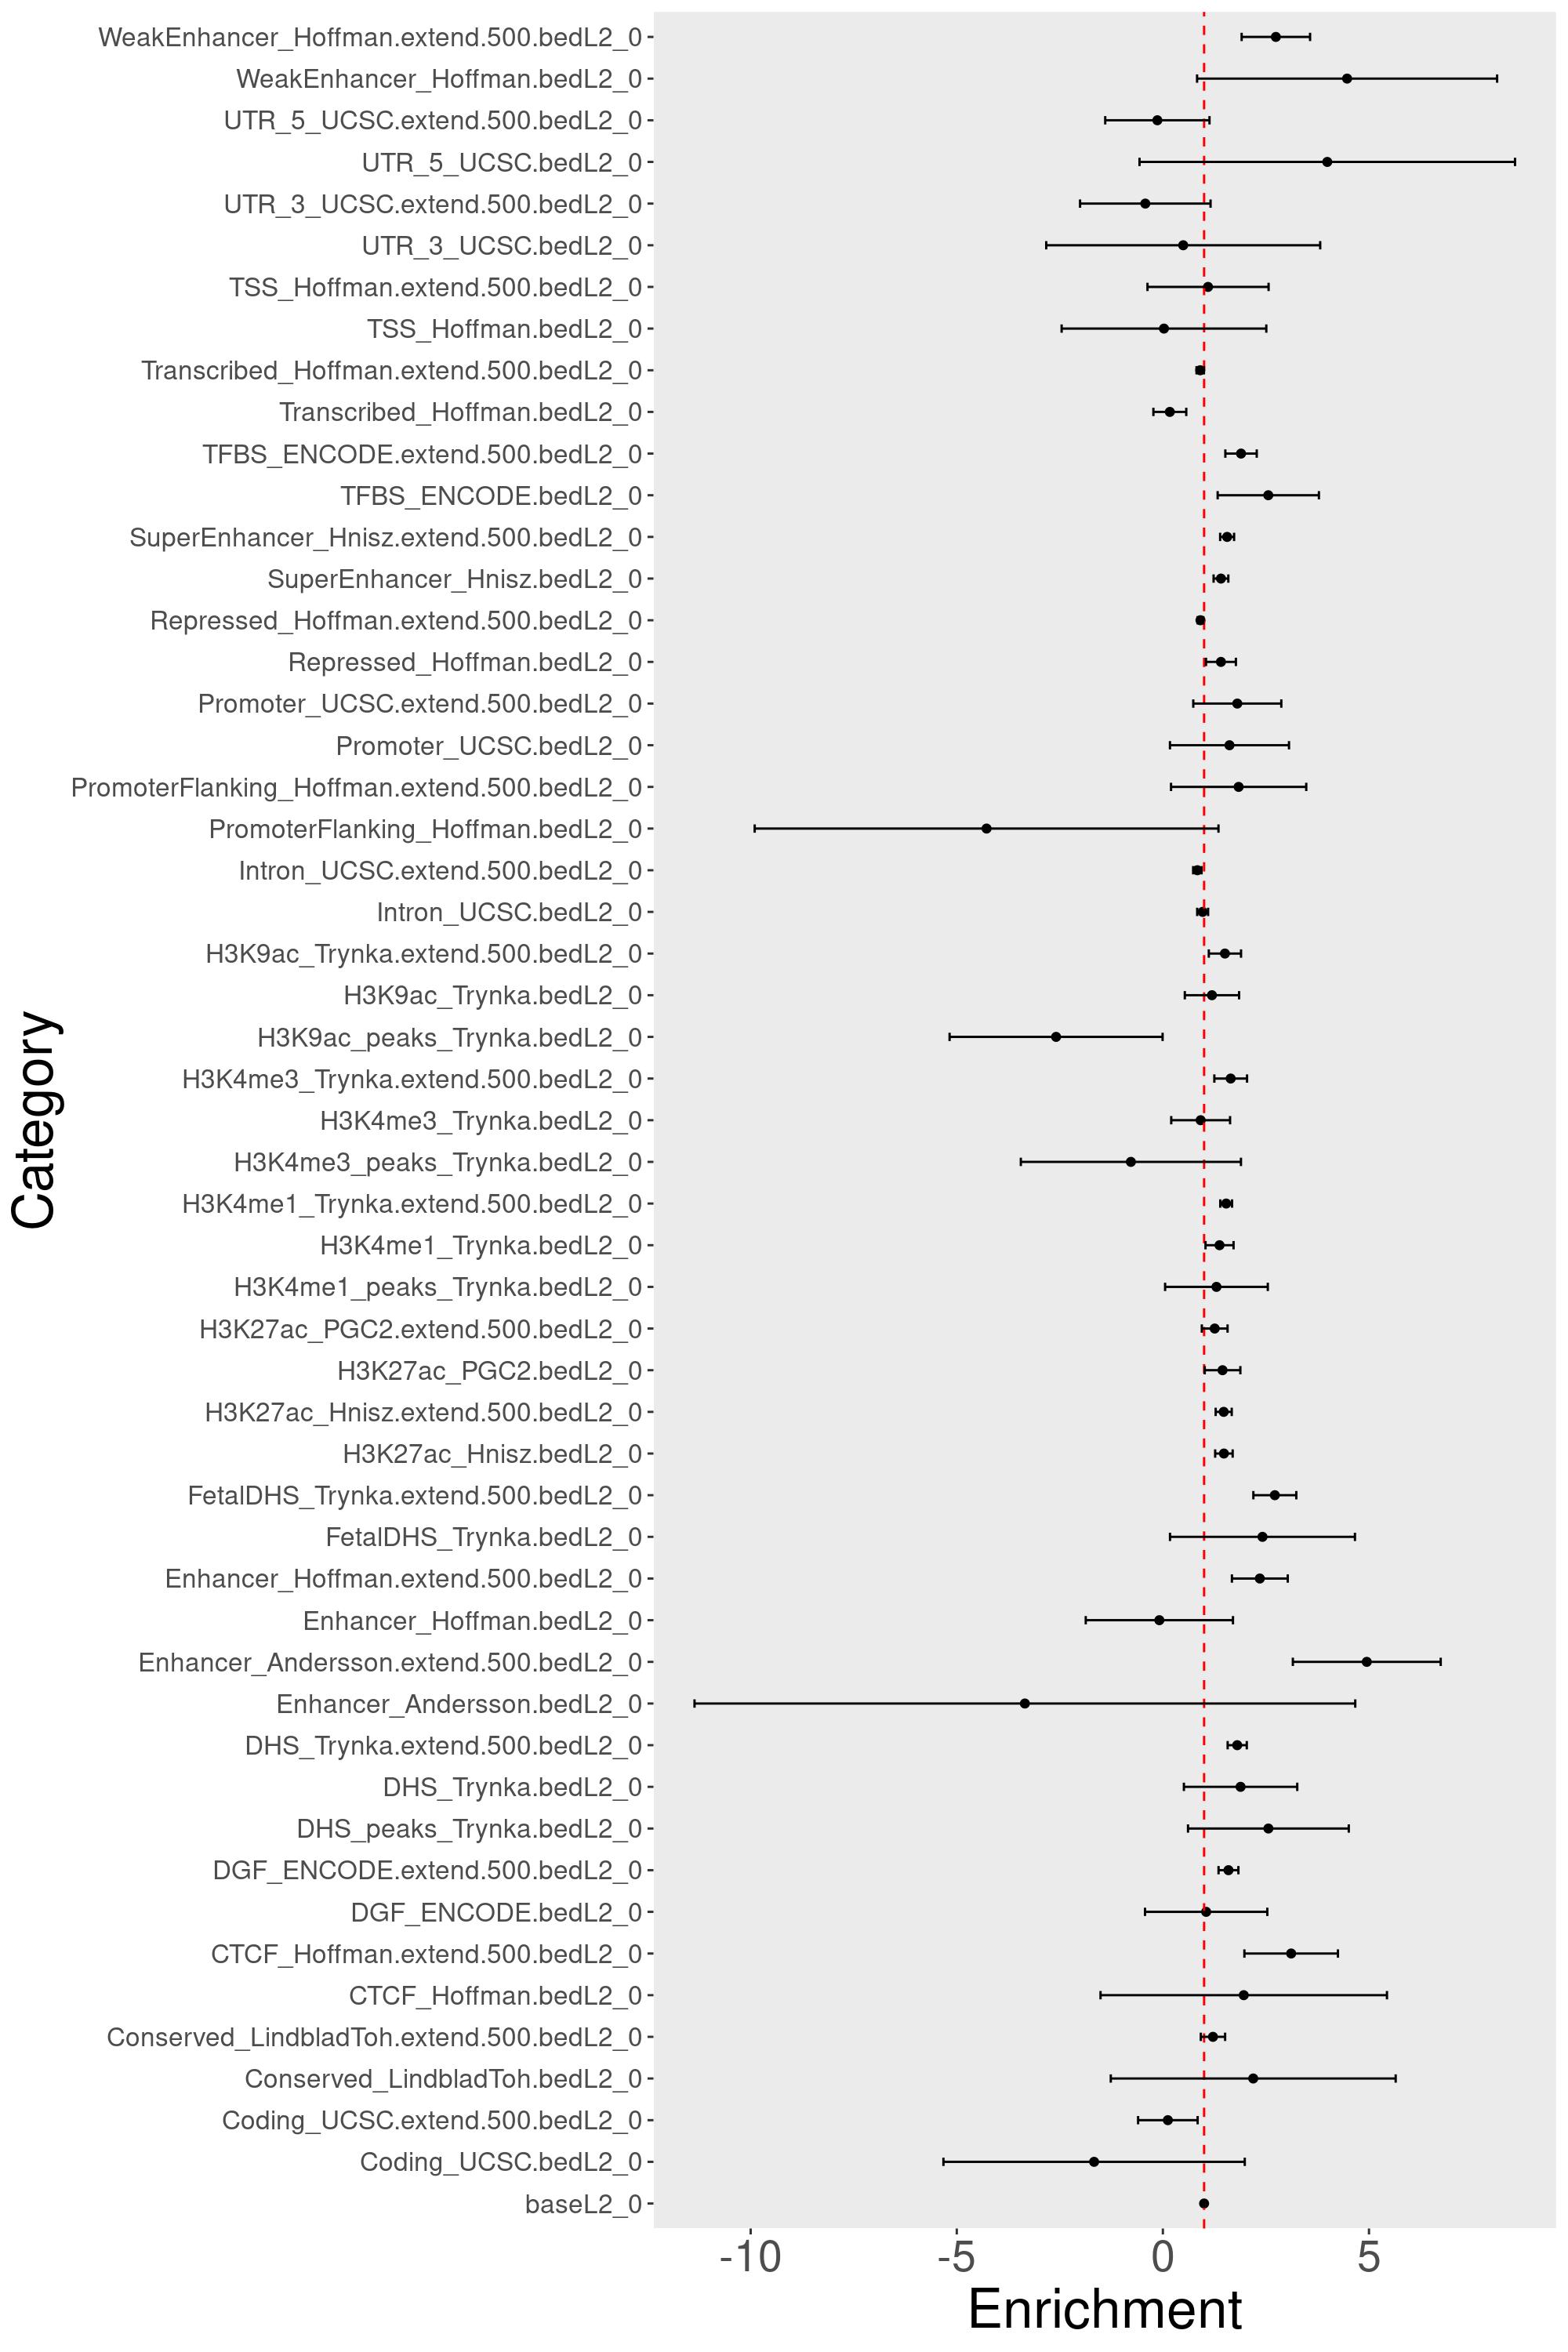 WeakEnhancer_Hoffman.extend.500.bedL2_0
WeakEnhancer_Hoffman.bedL2_0
UTR_5_UCSC.extend.500.bedL2_0
UTR_5_UCSC.bedL2_0
UTR_3_UCSC.extend.500.bedL2_0
UTR_3_UCSC.bedL2_0
TSS_Hoffman.extend.500.bedL2_0
TSS_Hoffman.bedL2_0
Transcribed_Hoffman.extend.500.bedL2_0
Transcribed_Hoffman.bedL2_0
TFBS_ENCODE.extend.500.bedL2_0
TFBS_ENCODE.bedL2_0
SuperEnhancer_Hnisz.extend.500.bedL2_0
SuperEnhancer_Hnisz.bedL2_0
Repressed_Hoffman.extend.500.bedL2_0
Repressed_Hoffman.bedL2_0
Promoter_UCSC.extend.500.bedL2_0
Promoter_UCSC.bedL2_0
PromoterFlanking_Hoffman.extend.500.bedL2_0
PromoterFlanking_Hoffman.bedL2_0
Intron_UCSC.extend.500.bedL2_0
Intron_UCSC.bedL2_0
H3K9ac_Trynka.extend.500.bedL2_0
H3K9ac_Trynka.bedL2_0
H3K9ac_peaks_Trynka.bedL2_0
H3K4me3_Trynka.extend.500.bedL2_0
H3K4me3_Trynka.bedL2_0
H3K4me3_peaks_Trynka.bedL2_0
H3K4me1_Trynka.extend.500.bedL2_0
H3K4me1_Trynka.bedL2_0
H3K4me1_peaks_Trynka.bedL2_0
H3K27ac_PGC2.extend.500.bedL2_0
H3K27ac_PGC2.bedL2_0
H3K27ac_Hnisz.extend.500.bedL2_0
H3K27ac_Hnisz.bedL2_0
FetalDHS_Trynka.extend.500.bedL2_0
FetalDHS_Trynka.bedL2_0
Enhancer_Hoffman.extend.500.bedL2_0
Enhancer_Hoffman.bedL2_0
Enhancer_Andersson.extend.500.bedL2_0
Enhancer_Andersson.bedL2_0
DHS_Trynka.extend.500.bedL2_0
DHS_Trynka.bedL2_0
DHS_peaks_Trynka.bedL2_0
DGF_ENCODE.extend.500.bedL2_0
DGF_ENCODE.bedL2_0
CTCF_Hoffman.extend.500.bedL2_0
CTCF_Hoffman.bedL2_0
Conserved_LindbladToh.extend.500.bedL2_0
Conserved_LindbladToh.bedL2_0
Coding_UCSC.extend.500.bedL2_0
Coding_UCSC.bedL2_0
baseL2_0
Category
-10 -5 0 5
Enrichment